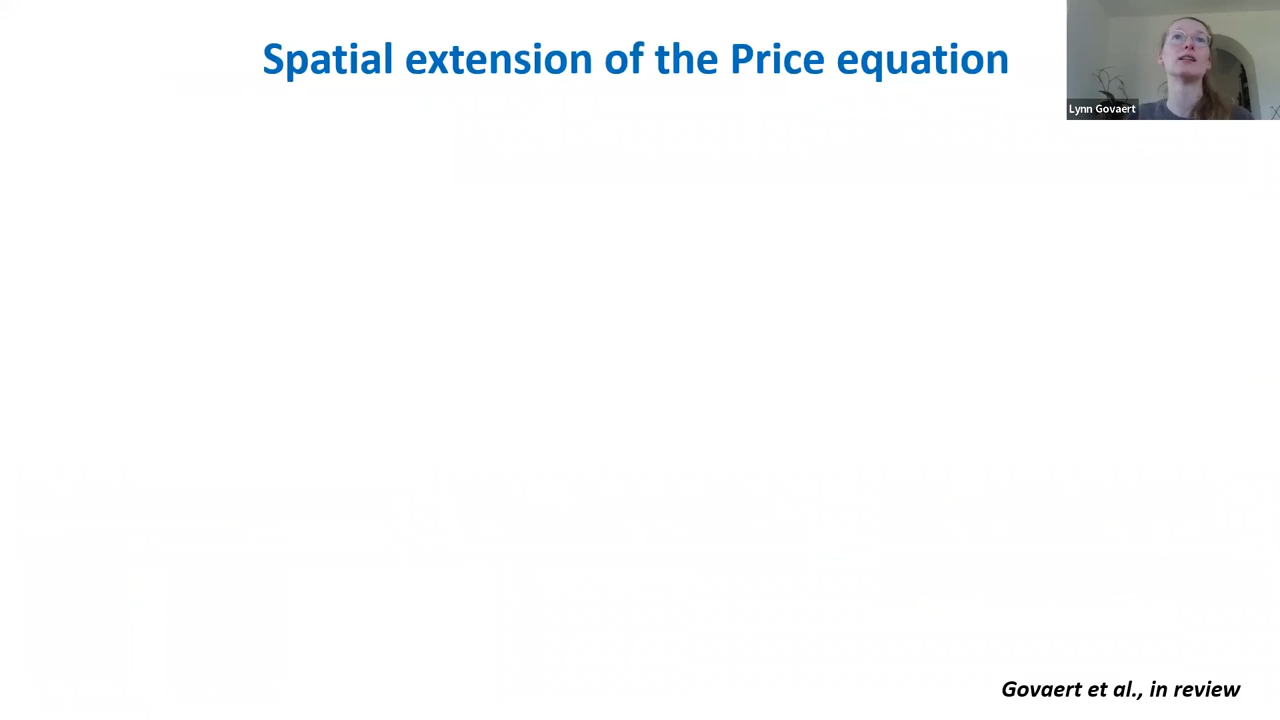 Spatial extension of the Price equation
Lynn Govaert
Govaert et al., in review